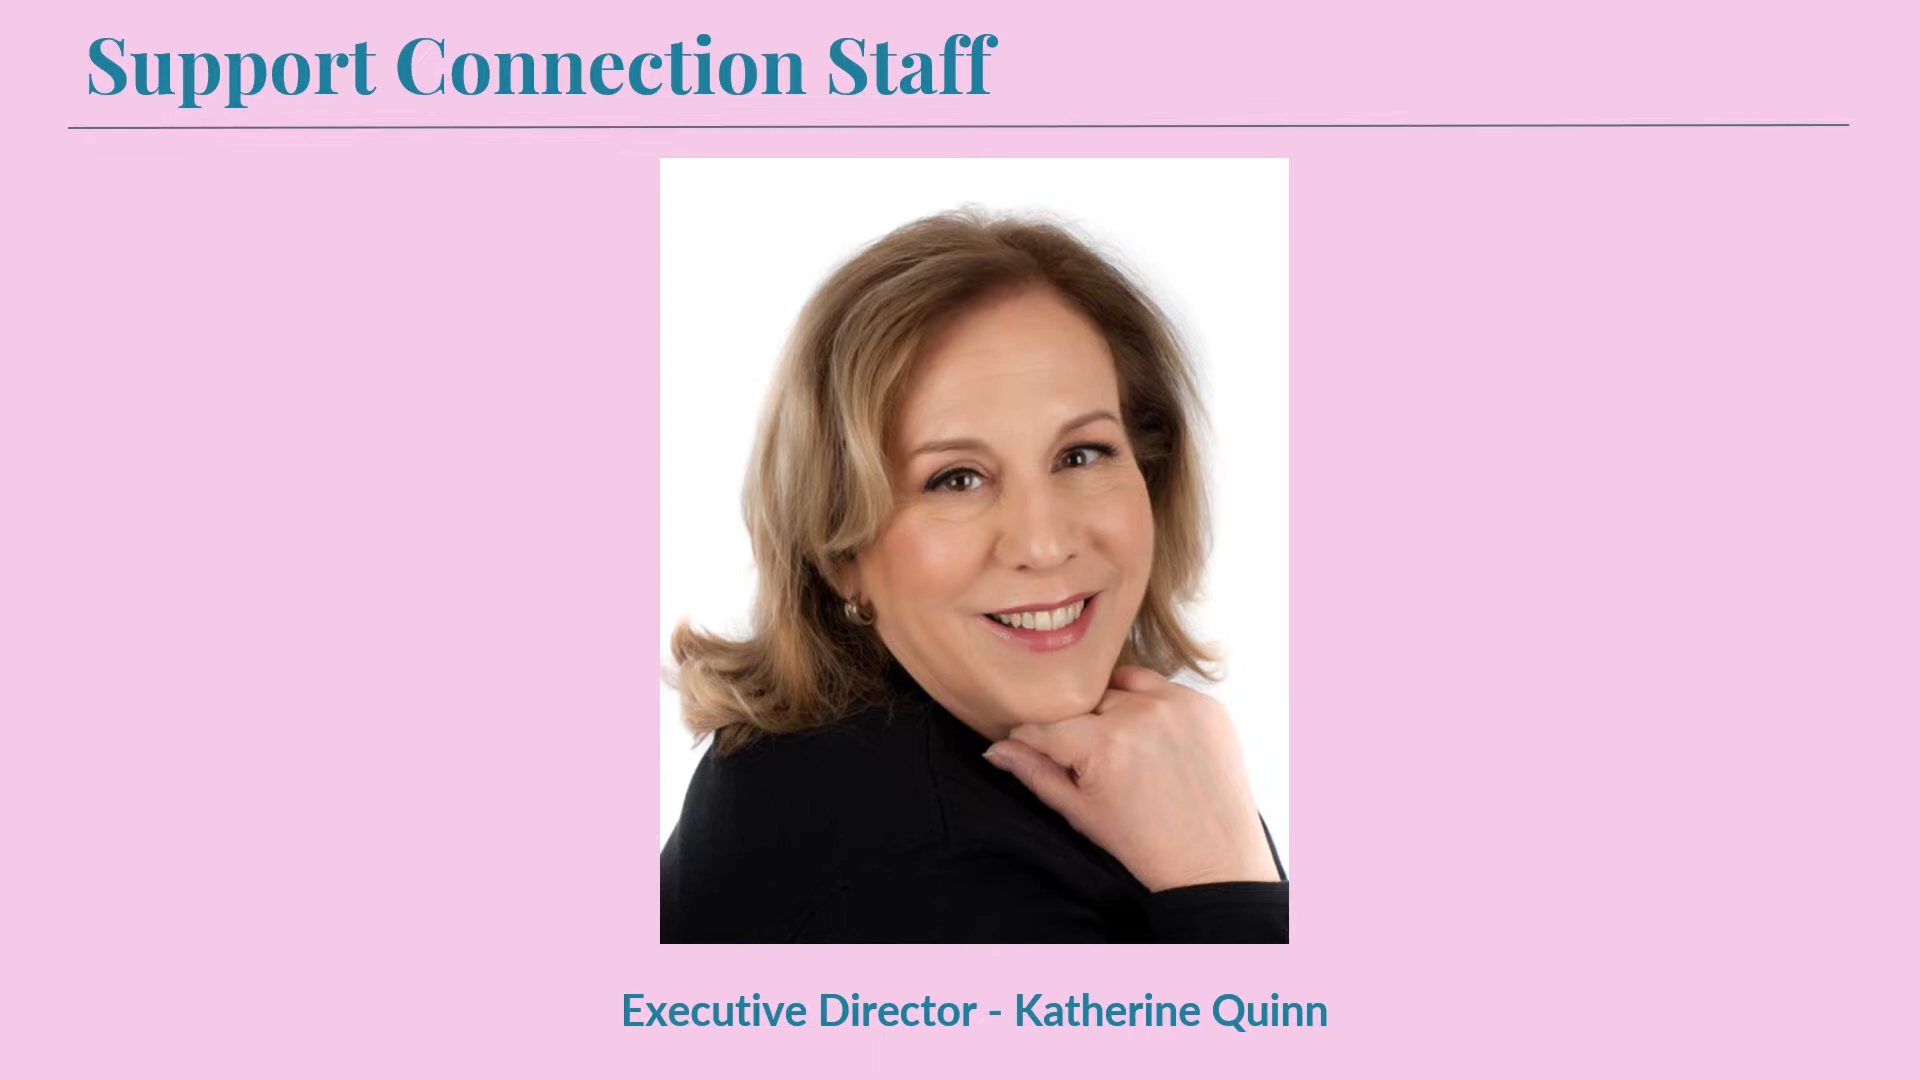 Support Connection Staff
Executive Director - Katherine Quinn